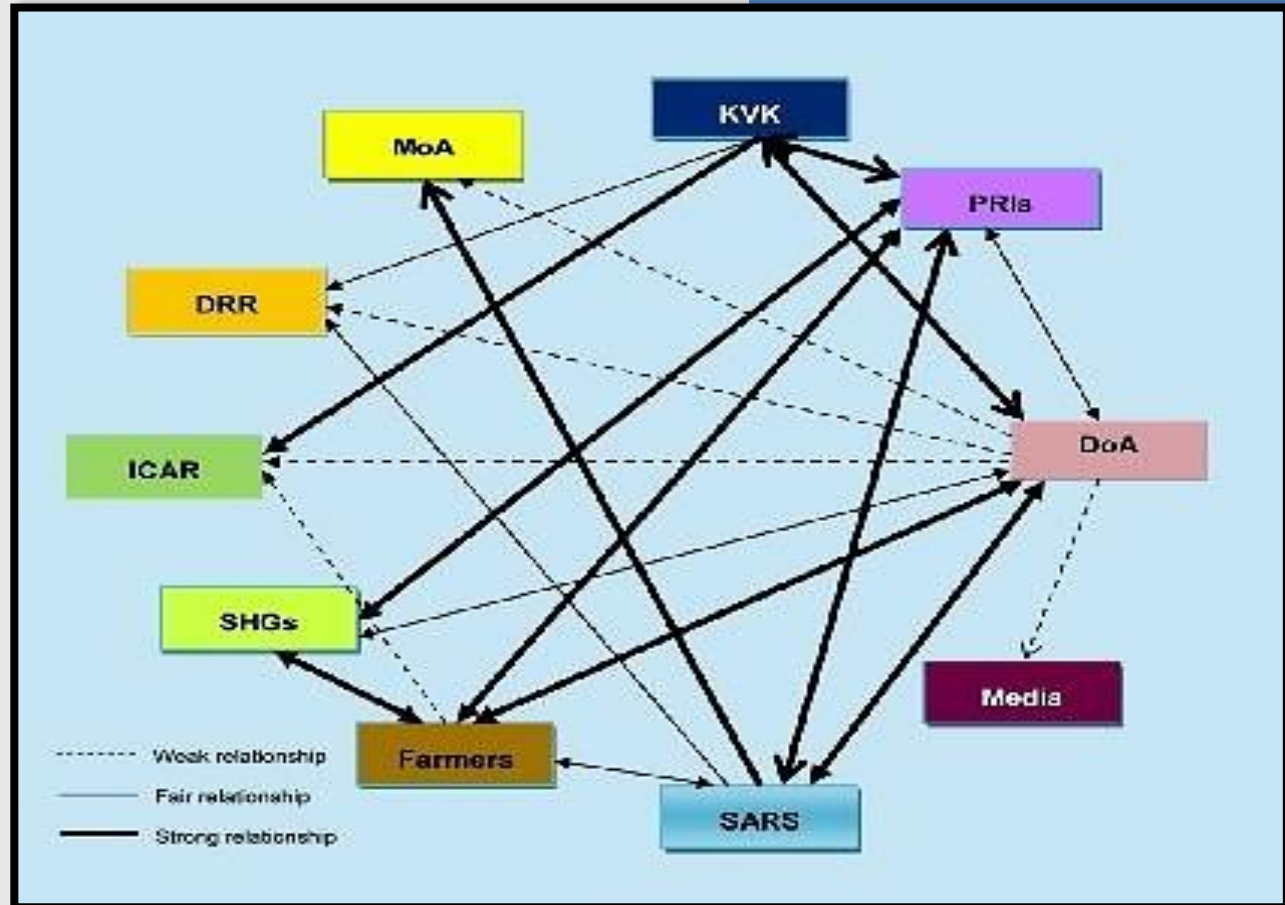 KVK
MoA
PRIs
DRR
DoA
ICAR
SHGs
Media
Farmers
SARS
Weak relationship
Fair relationship
Strong relationship